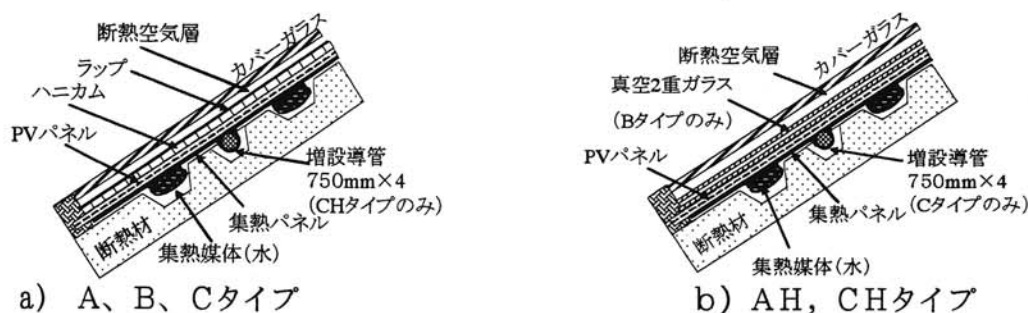 断熱空気層
カバーガラス
ラップ
ハニカム
PVパネル
増設導管
750mm×4
(CHタイプのみ)
集熱パネル
断熱材
集熱媒体(水)
a) A、B、Cタイプ
カバーガラス
断熱空気層
真空2重ガラス
(Bタイプのみ)
PVパネル
増設導管
750mm×4
(Cタイプのみ)
集熱パネル
断熱材
集熱媒体(水)
b) AH, CHタイプ